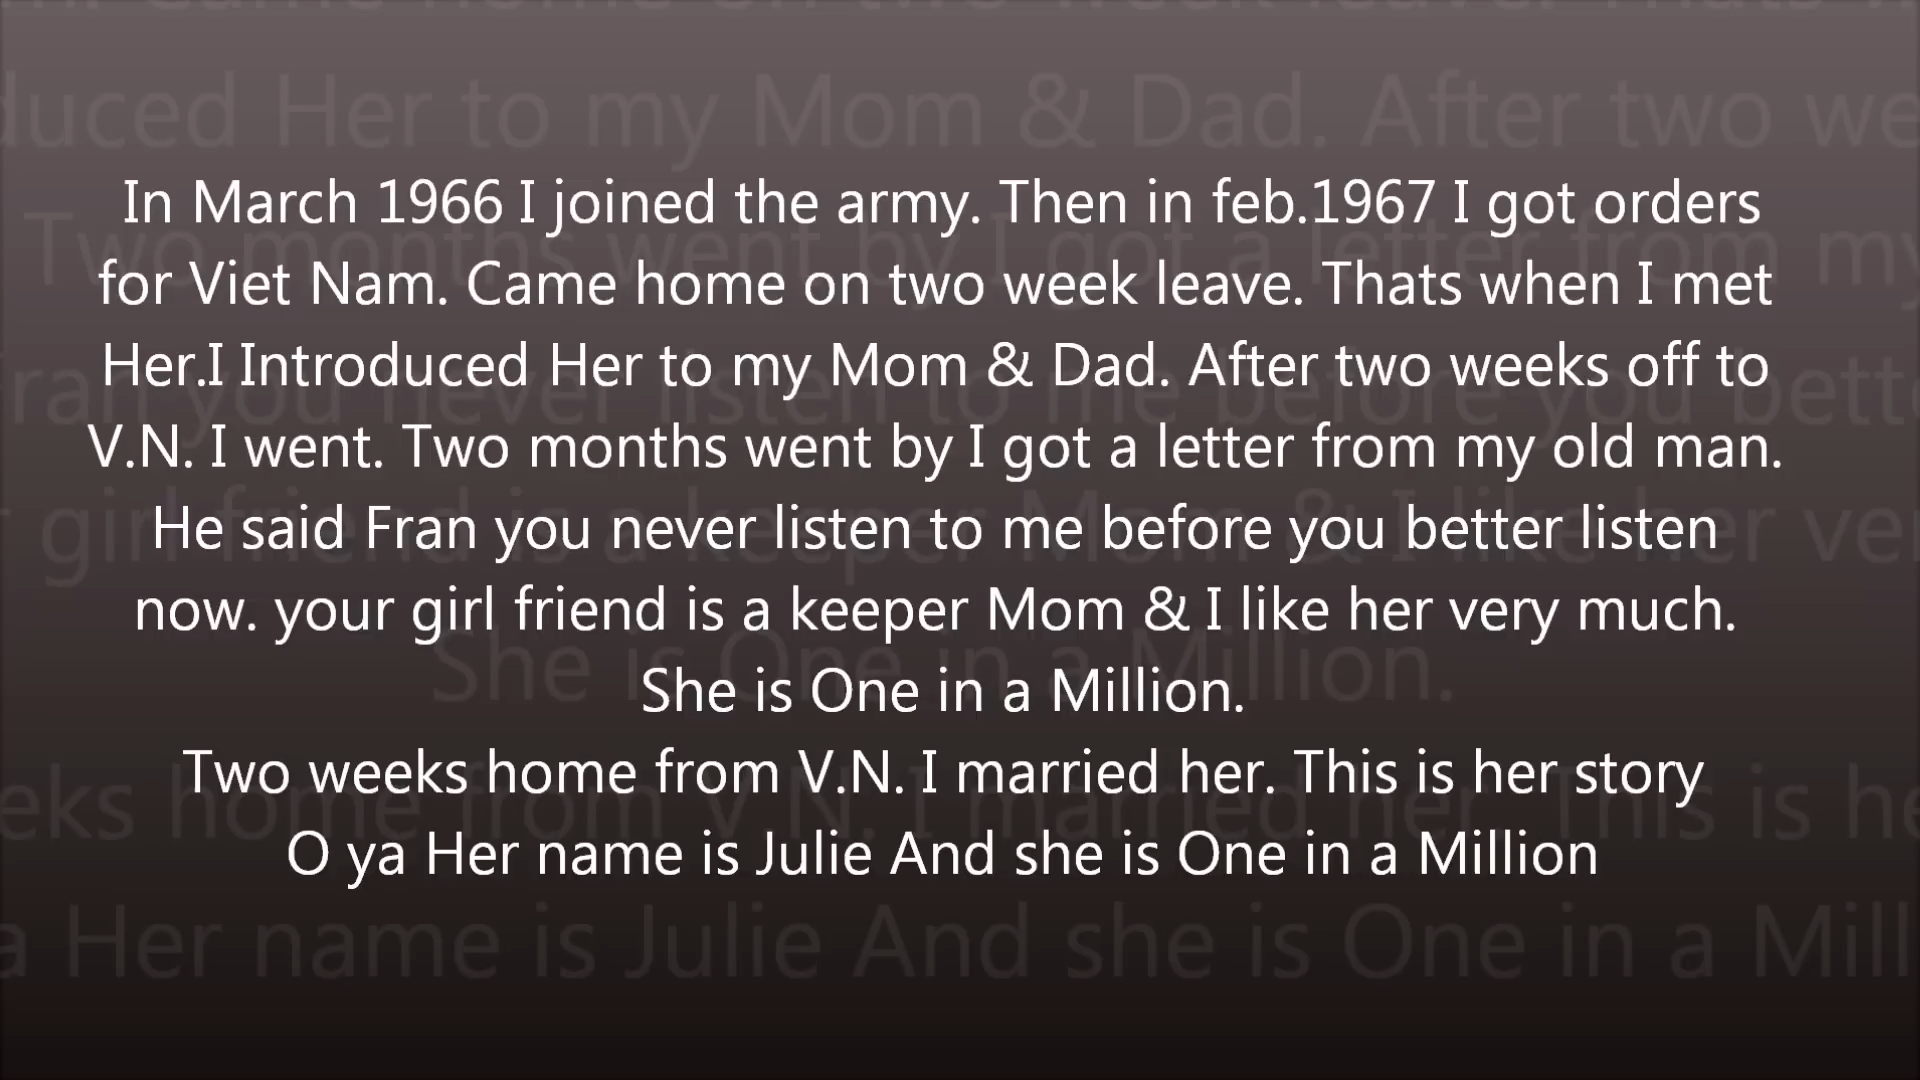 In March 1966 I joined the army. Then in feb.1967 I got orders
for Viet Nam. Came home on two week leave. Thats when I met
Her.I Introduced Her to my Mom & Dad. After two weeks off to
V.N. I went. Two months went by I got a letter from my old man.
He said Fran you never listen to me before you better listen
now. your girl friend is a keeper Mom & I like her very much.
She is One in a Million.
Two weeks home from V.N. I married her. This is her story
O ya Her name is Julie And she is One in a Million